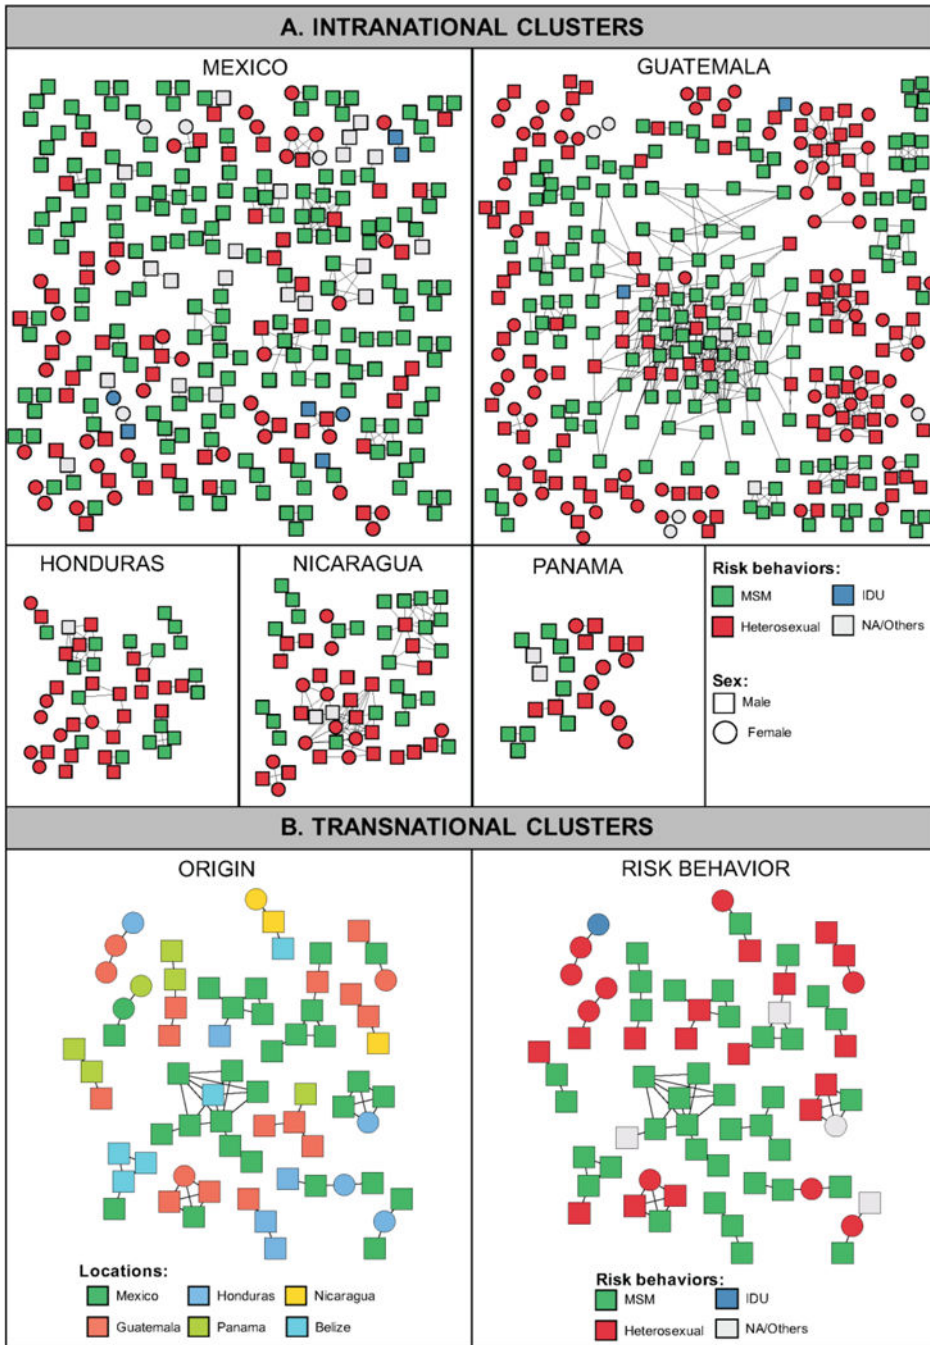 A. INTRANATIONAL CLUSTERS
MEXICO
GUATEMALA
HONDURAS
NICARAGUA
PANAMA
Risk behaviors:
MSM
IDU
Heterosexual
NA/Others
Sex:
Male
Female
B. TRANSNATIONAL CLUSTERS
ORIGIN
RISK BEHAVIOR
Locations:
Mexico
Honduras
Nicaragua
Guatemala
Panama
Belize
Risk behaviors:
MSM
IDU
Heterosexual
NA/Others